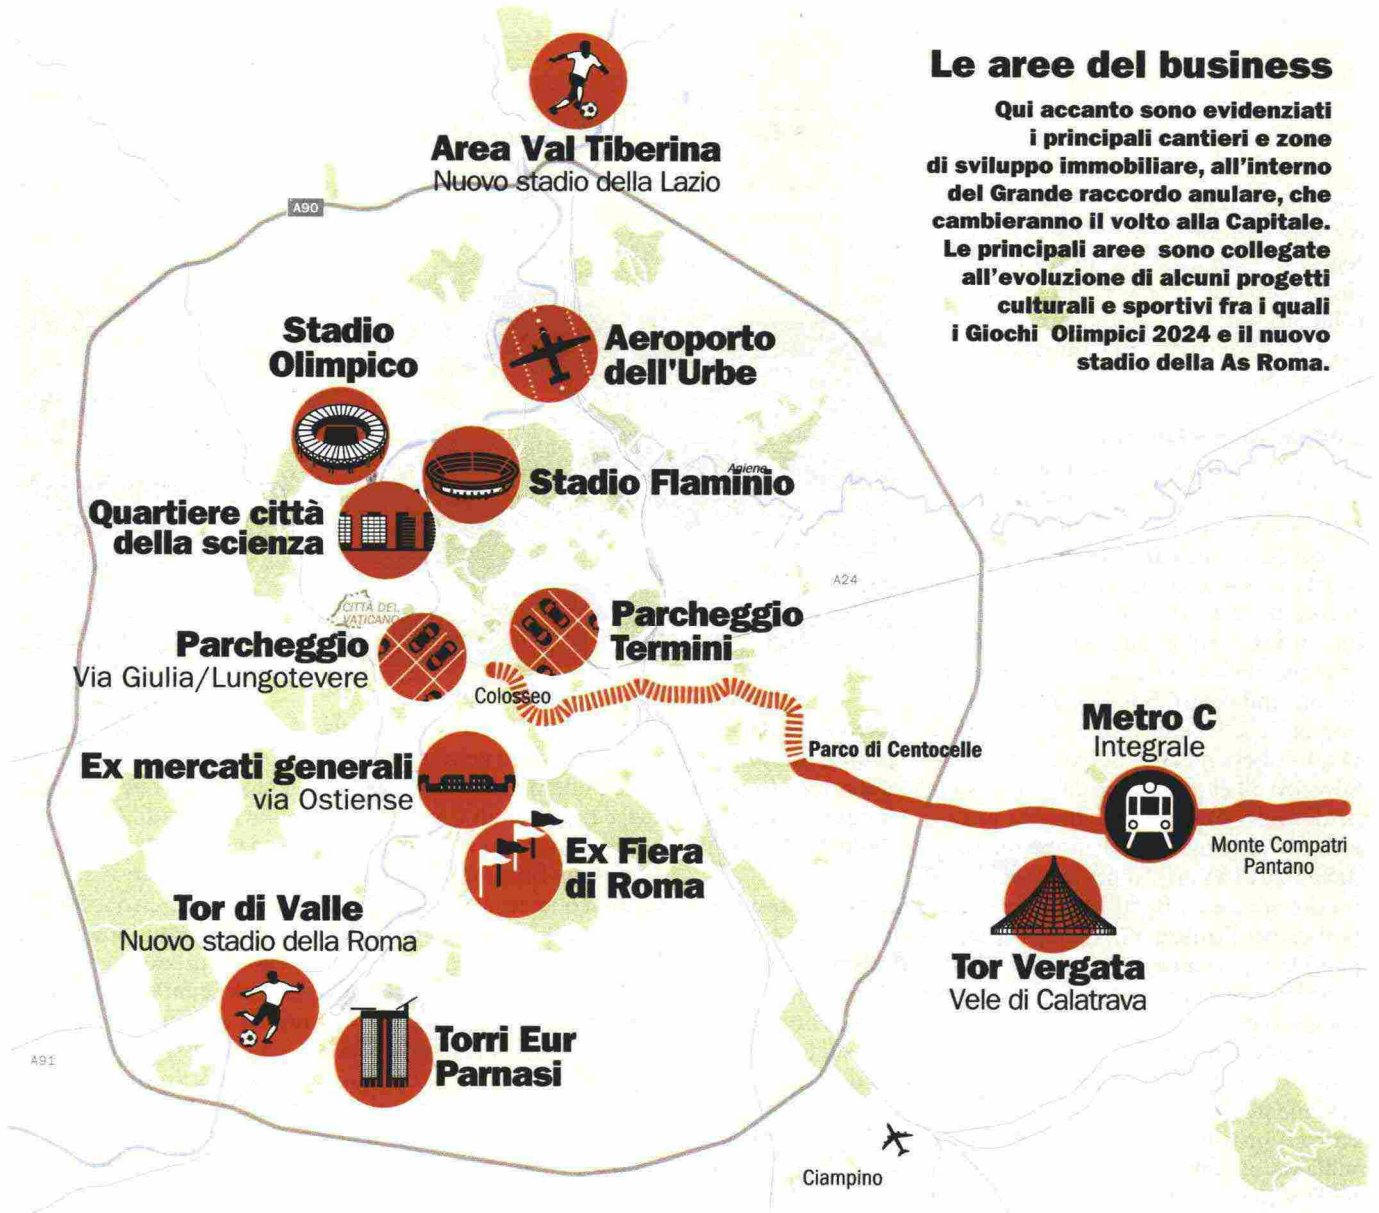 Le aree del business
Qui accanto sono evidenziati
i principali cantieri e zone
di sviluppo immobiliare, all'interno
del Grande raccordo anulare, che
cambieranno il volto alla Capitale.
Le principali aree sono collegate
all'evoluzione di alcuni progetti
culturali e sportivi fra i quali
i Giochi Olimpici 2024 e il nuovo
stadio della As Roma.
Area Val Tiberina
Nuovo stadio della Lazio
A90
Stadio
Olimpico
Aeroporto
dell'Urbe
Aniene
Stadio Flaminio
Quartiere città
della scienza
A24
CITTÀ DEL
VATICANO
Parcheggio
Via Giulia/Lungotevere
Parcheggio
Termini
Colosseo
Parco di Centocelle
Metro C
Integrale
Monte Compatri
Pantano
Ex mercati generali
via Ostiense
Ex Fiera
di Roma
Tor di Valle
Nuovo stadio della Roma
Tor Vergata
Vele di Calatrava
Torri Eur
Parnasi
A91
Ciampino